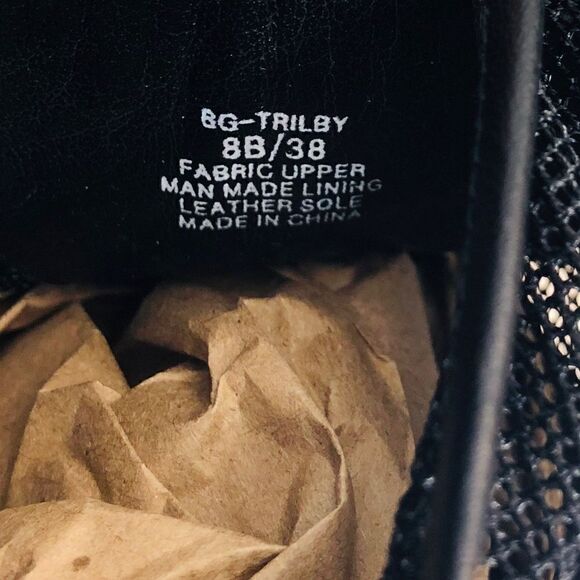 BG-TRILBY
8B/38
FABRIC UPPER
MAN MADE LINING
LEATHER SOLE
MADE IN CHINA